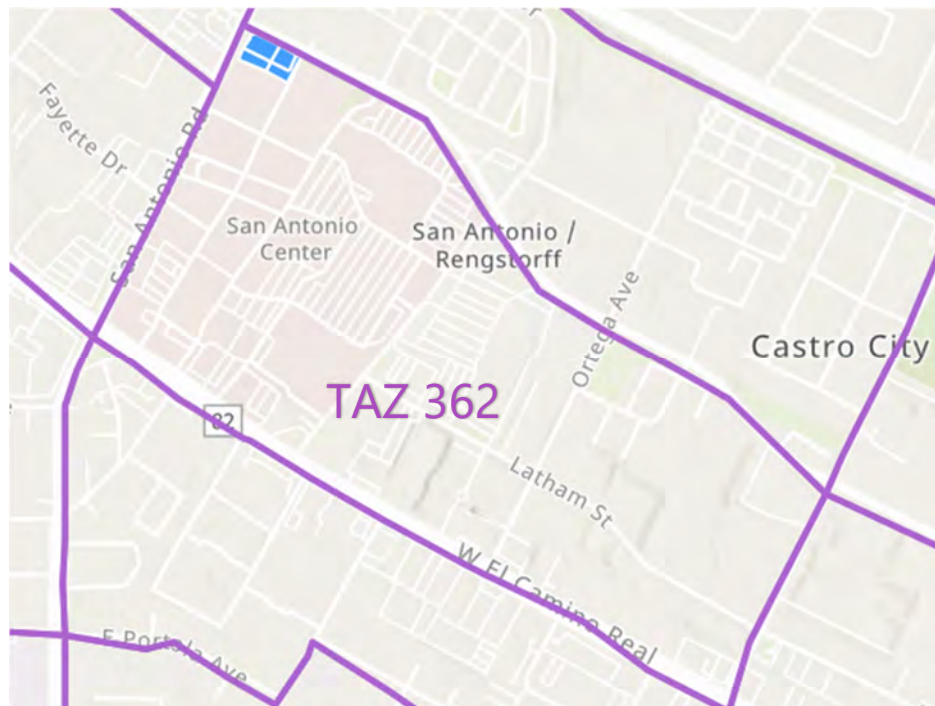 Fayette Dr
San Antonio Rd
San Antonio
Center
San Antonio /
Rengstorff
Ortega Ave
Castro City
TAZ 362
82
Latham St
W El Camino Real
E Portola Ave